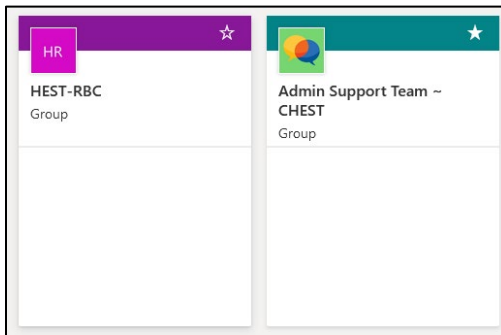 HR
HEST-RBC
Group
Admin Support Team ~
CHEST
Group